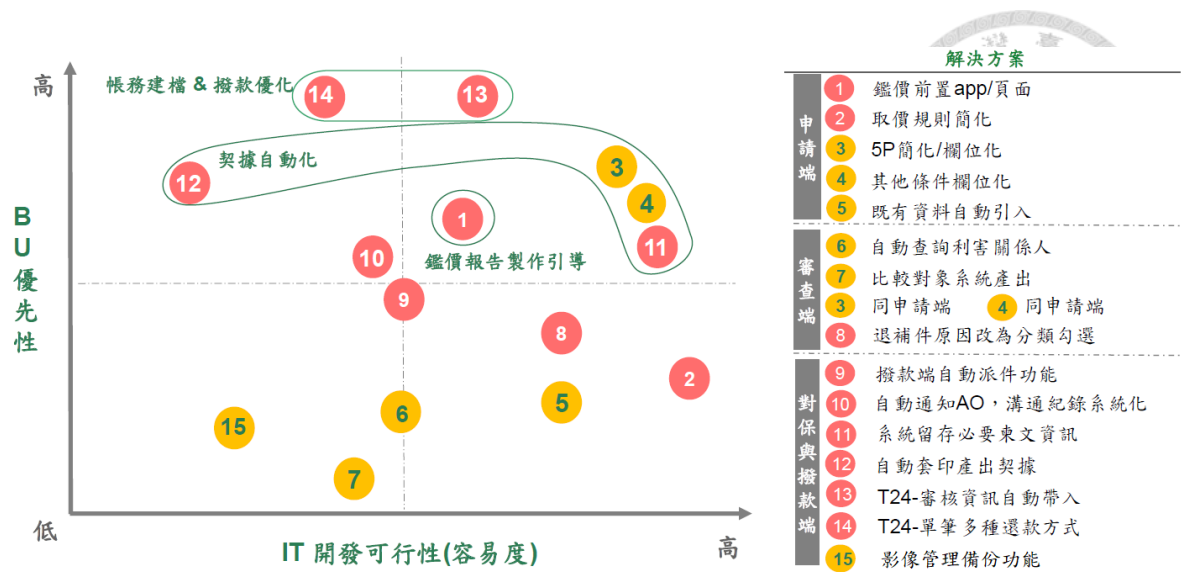 高
BU優先性
低
IT 開發可行性(容易度)
高
帳務建檔 & 撥款優化
14
13
契據自動化
12
3
4
11
1
鑑價報告製作引導
10
9
8
2
5
6
15
7
解決方案
申請端
1 鑑價前置app/頁面
2 取價規則簡化
3 5P簡化/欄位化
4 其他條件欄位化
5 既有資料自動引入
審查端
6 自動查詢利害關係人
7 比較對象系統產出
3 同申請端 4 同申請端
8 退補件原因改為分類勾選
對保與撥款端
9 撥款端自動派件功能
10 自動通知AO,溝通紀錄系統化
11 系統留存必要東文資訊
12 自動套印產出契據
13 T24-審核資訊自動帶入
14 T24-單筆多種還款方式
15 影像管理備份功能